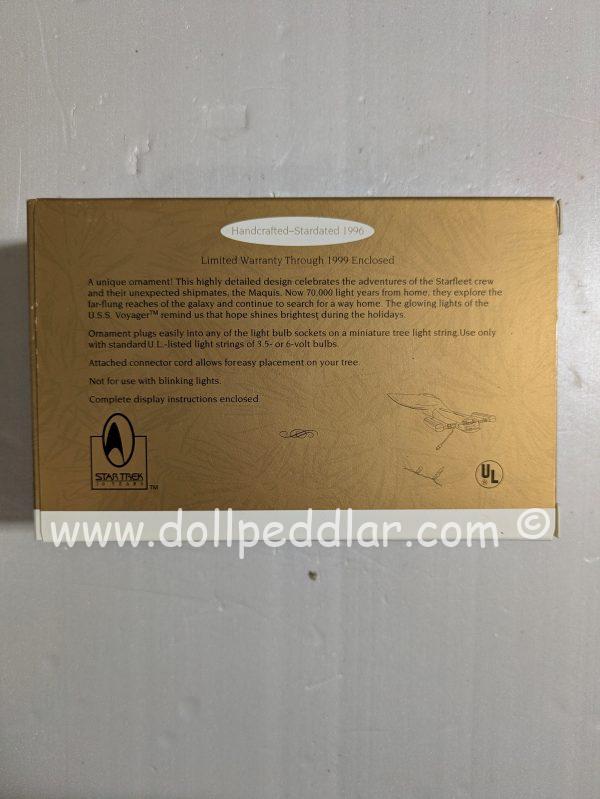 Handcrafted–Stardated 1996
Limited Warranty Through 1999 Enclosed
A unique ornament! This highly detailed design celebrates the adventures of the Starfleet crew
and their unexpected shipmates, the Maquis. Now 70,000 light years from home, they explore the
far-flung reaches of the galaxy and continue to search for a way home. The glowing lights of the
U.S.S. Voyager™ remind us that hope shines brightest during the holidays.
Ornament plugs easily into any of the light bulb sockets on a miniature tree light string.Use only
with standard U.L.-listed light strings of 3.5- or 6-volt bulbs.
Attached connector cord allows foreasy placement on your tree.
Not for use with blinking lights.
Complete display instructions enclosed.
STAR TREK
30 YEARS
™
UL
®
www.dollpeddlar.com ©